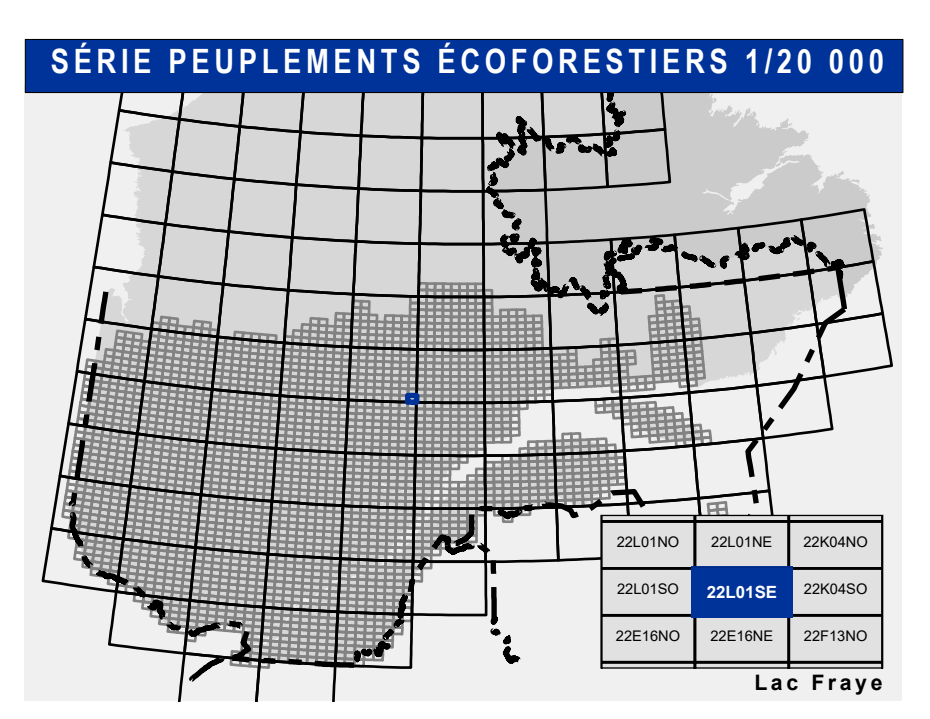 SÉRIE PEUPLEMENTS ÉCOFORESTIERS 1/20 000
22L01NO 22L01NE 22K04NO
22L01SO 22L01SE 22K04SO
22E16NO 22E16NE 22F13NO
Lac Fraye